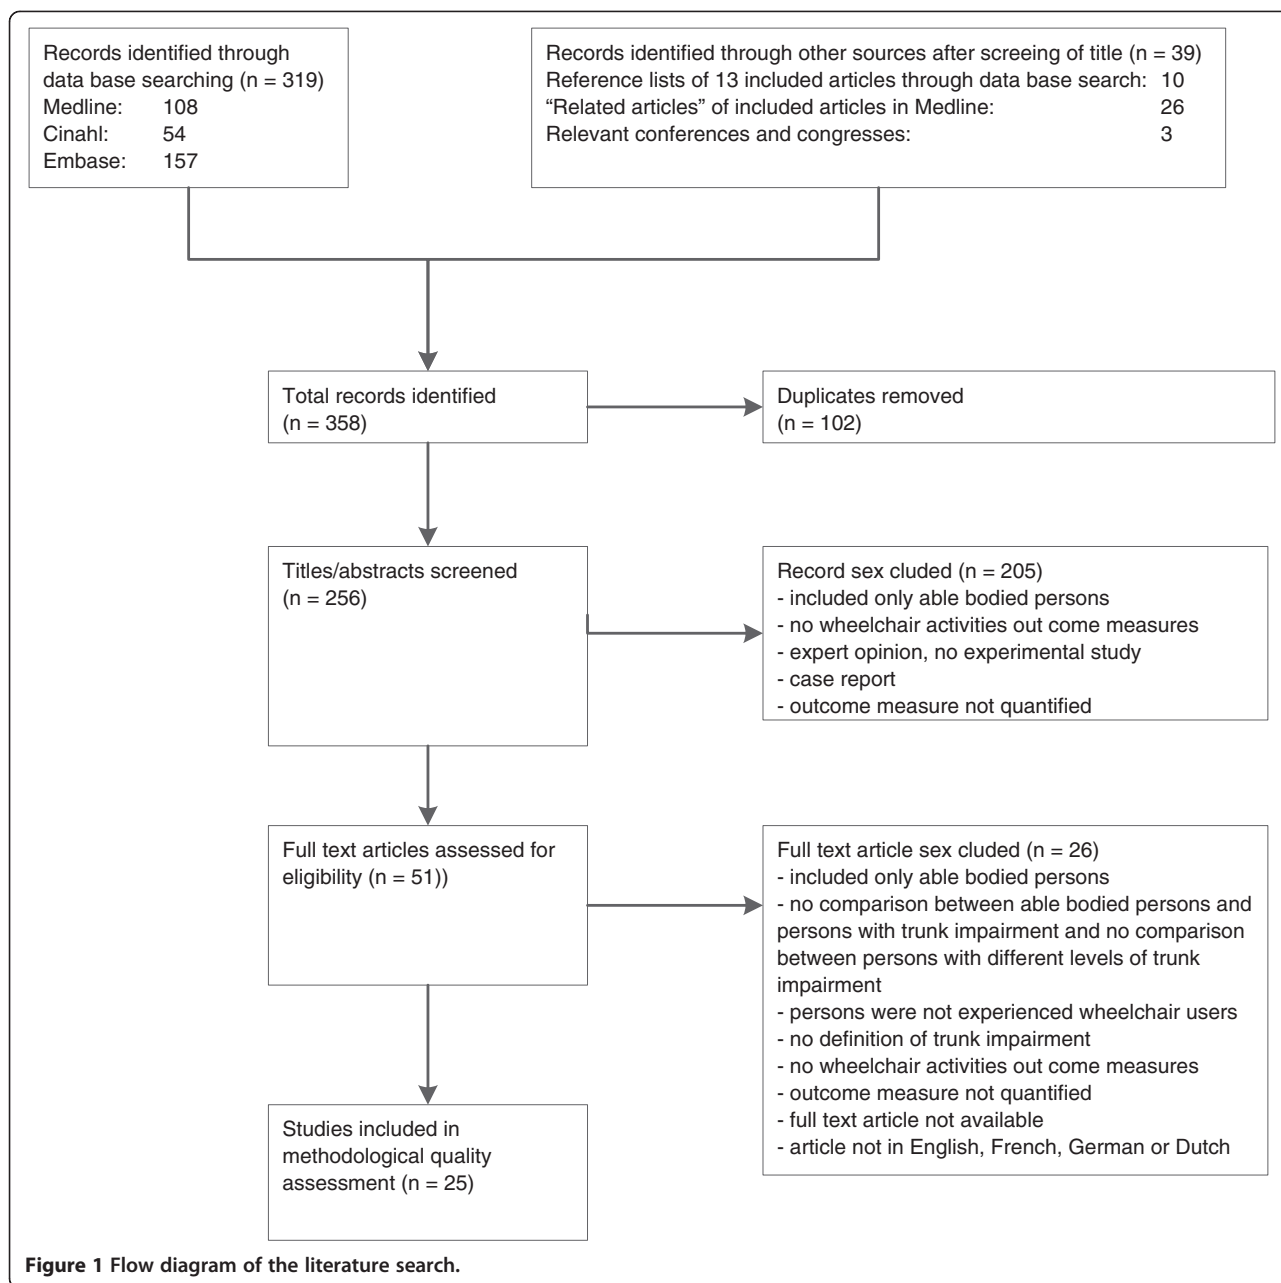 Records identified through
data base searching (n = 319)
Medline: 108
Cinahl: 54
Embase: 157
Records identified through other sources after screeing of title (n = 39)
Reference lists of 13 included articles through data base search: 10
“Related articles” of included articles in Medline: 26
Relevant conferences and congresses: 3
Total records identified
(n = 358)
Duplicates removed
(n = 102)
Titles/abstracts screened
(n = 256)
Record sex cluded (n = 205)
- included only able bodied persons
- no wheelchair activities out come measures
- expert opinion, no experimental study
- case report
- outcome measure not quantified
Full text articles assessed for
eligibility (n = 51))
Full text article sex cluded (n = 26)
- included only able bodied persons
- no comparison between able bodied persons and
persons with trunk impairment and no comparison
between persons with different levels of trunk
impairment
- persons were not experienced wheelchair users
- no definition of trunk impairment
- no wheelchair activities out come measures
- outcome measure not quantified
- full text article not available
- article not in English, French, German or Dutch
Studies included in
methodological quality
assessment (n = 25)
Figure 1 Flow diagram of the literature search.